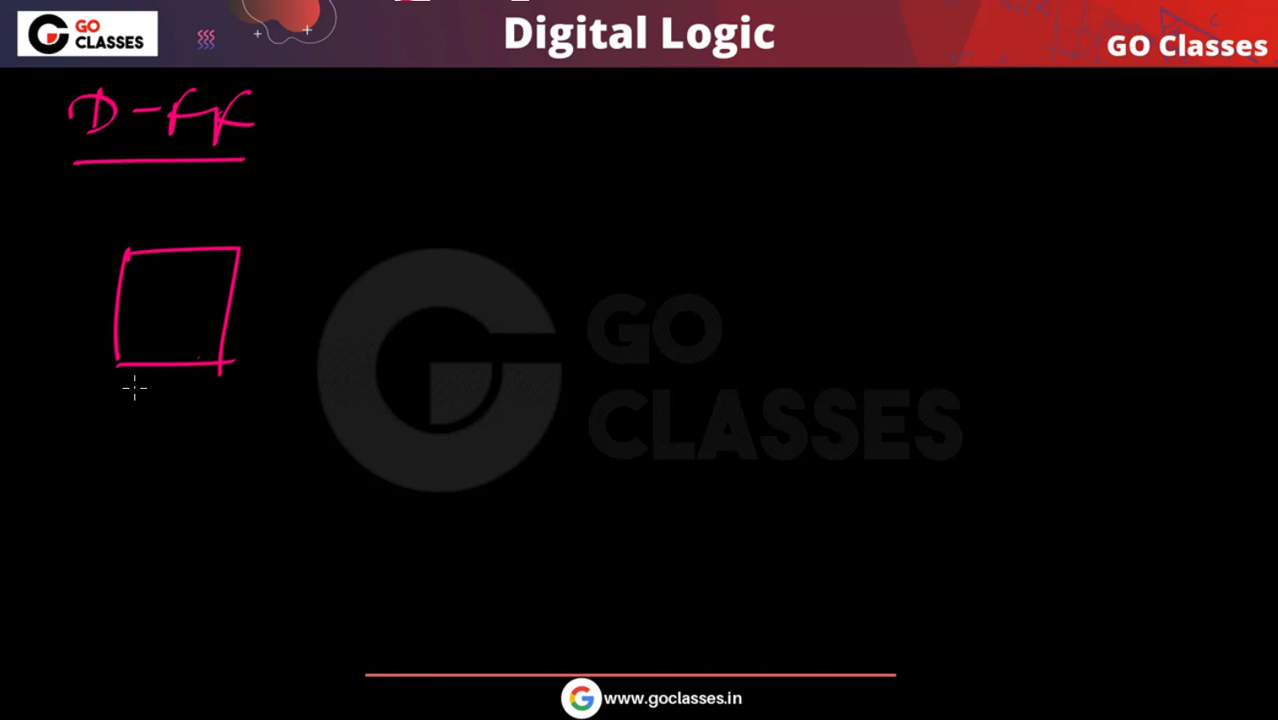 GO
CLASSES
Digital Logic
GO Classes
D-FF
GO
CLASSES
www.goclasses.in